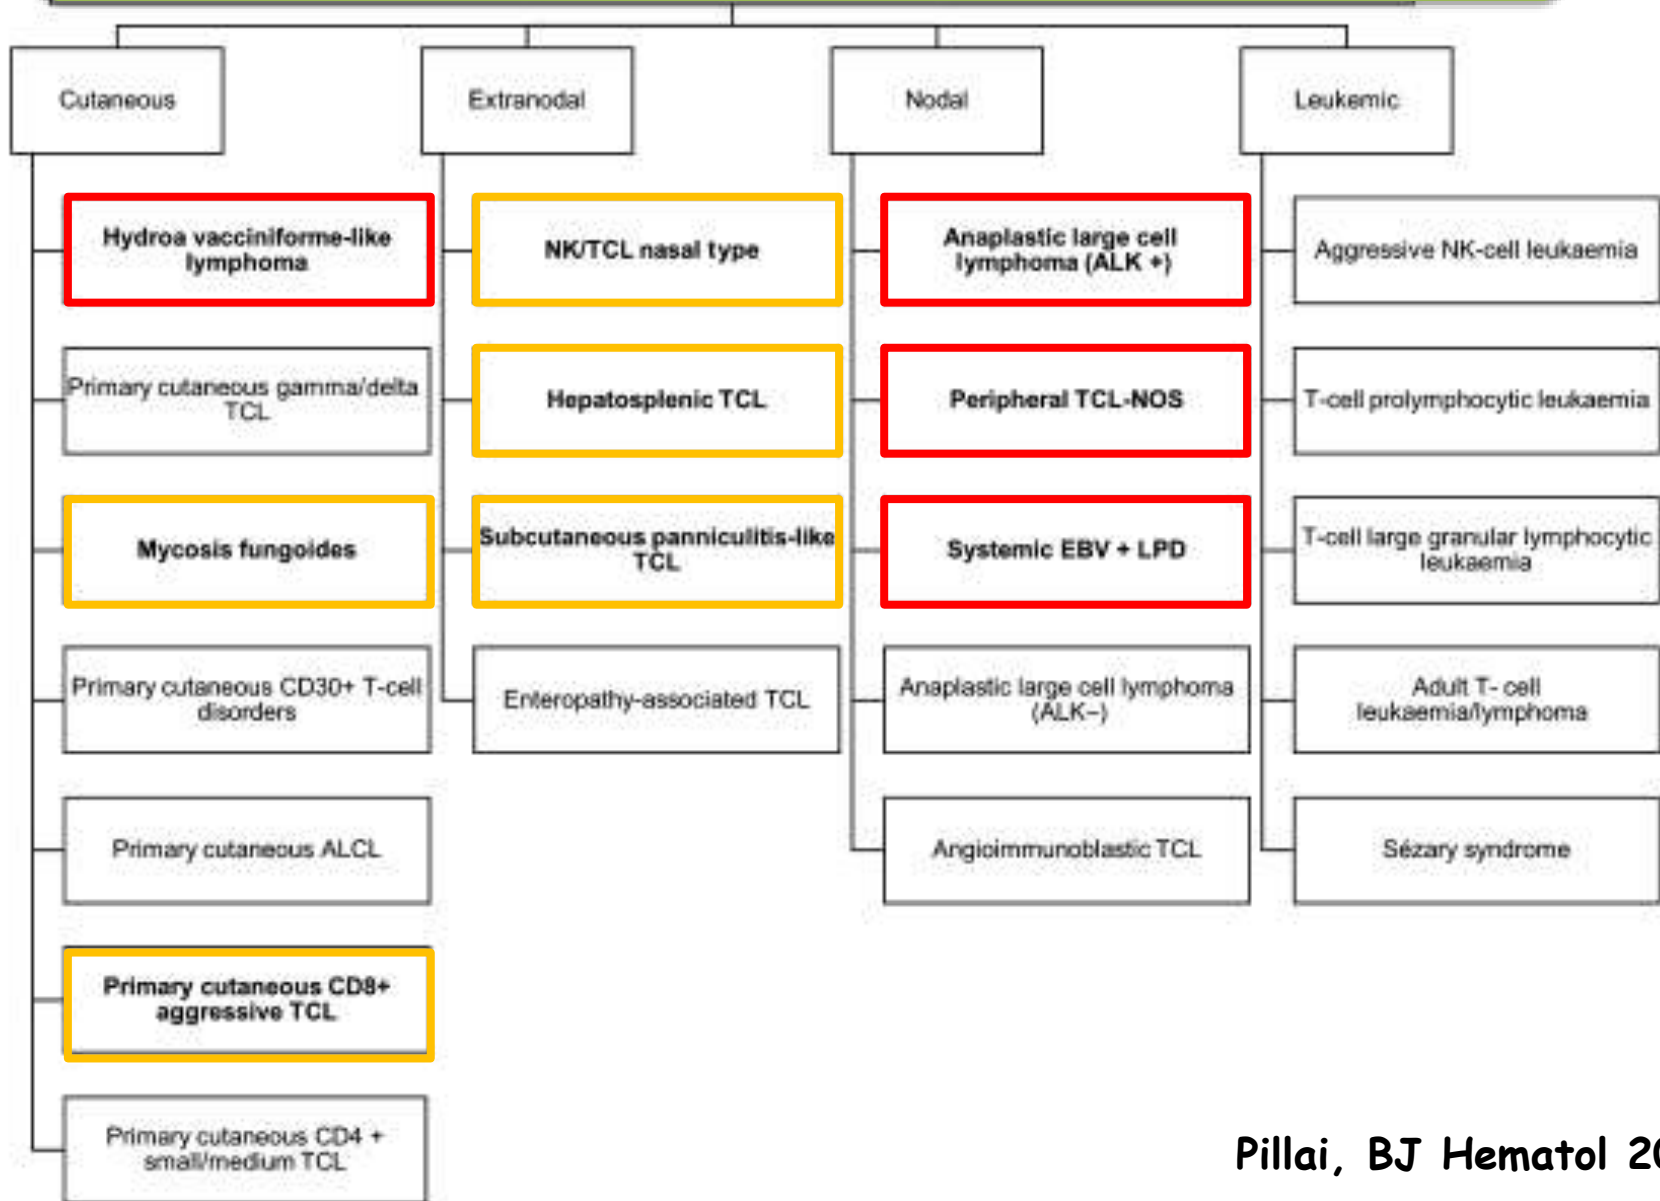 Cutaneous
Extranodal
Nodal
Leukemic
Hydroa vacciniforme-like
lymphoma
Primary cutaneous gamma/delta
TCL
Mycosis fungoides
Primary cutaneous CD30+ T-cell
disorders
Primary cutaneous ALCL
Primary cutaneous CD8+
aggressive TCL
Primary cutaneous CD4 +
small/medium TCL
NK/TCL nasal type
Hepatosplenic TCL
Subcutaneous panniculitis-like
TCL
Enteropathy-associated TCL
Anaplastic large cell
lymphoma (ALK +)
Peripheral TCL-NOS
Systemic EBV + LPD
Anaplastic large cell lymphoma
(ALK–)
Angioimmunoblastic TCL
Aggressive NK-cell leukaemia
T-cell prolymphocytic leukaemia
T-cell large granular lymphocytic
leukaemia
Adult T- cell
leukaemia/lymphoma
Sézary syndrome
Pillai, BJ Hematol